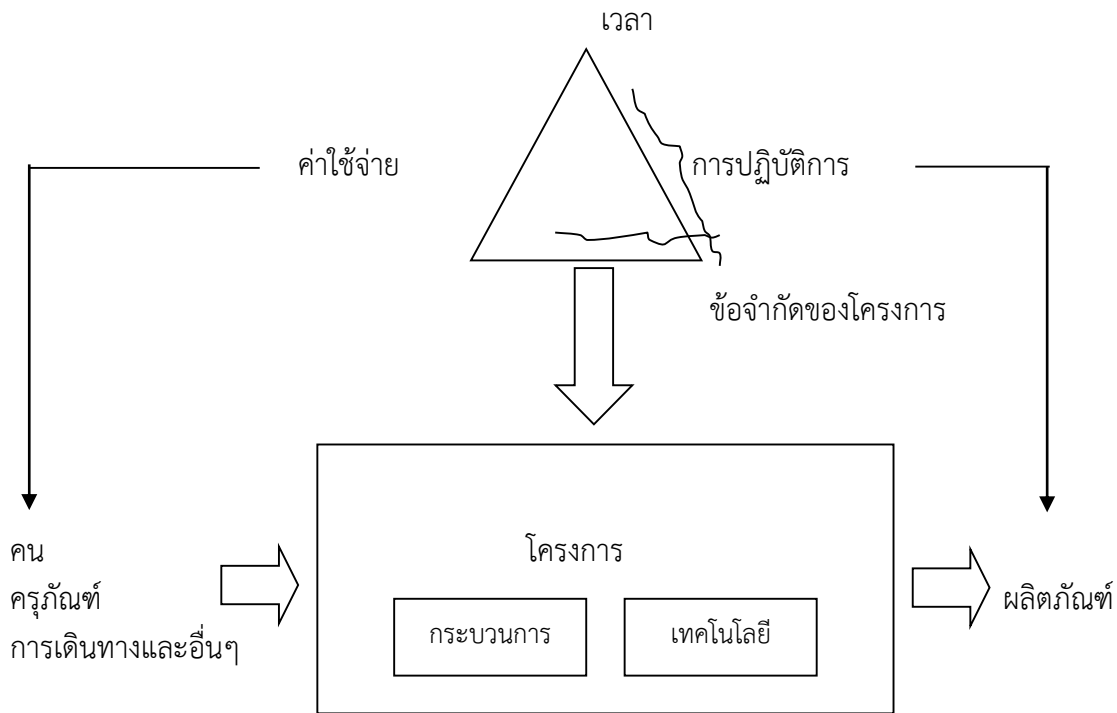 เวลา
ค่าใช้จ่าย
การปฏิบัติการ
ข้อจำกัดของโครงการ
คน
ครุภัณฑ์
การเดินทางและอื่นๆ
โครงการ
กระบวนการ
เทคโนโลยี
ผลิตภัณฑ์